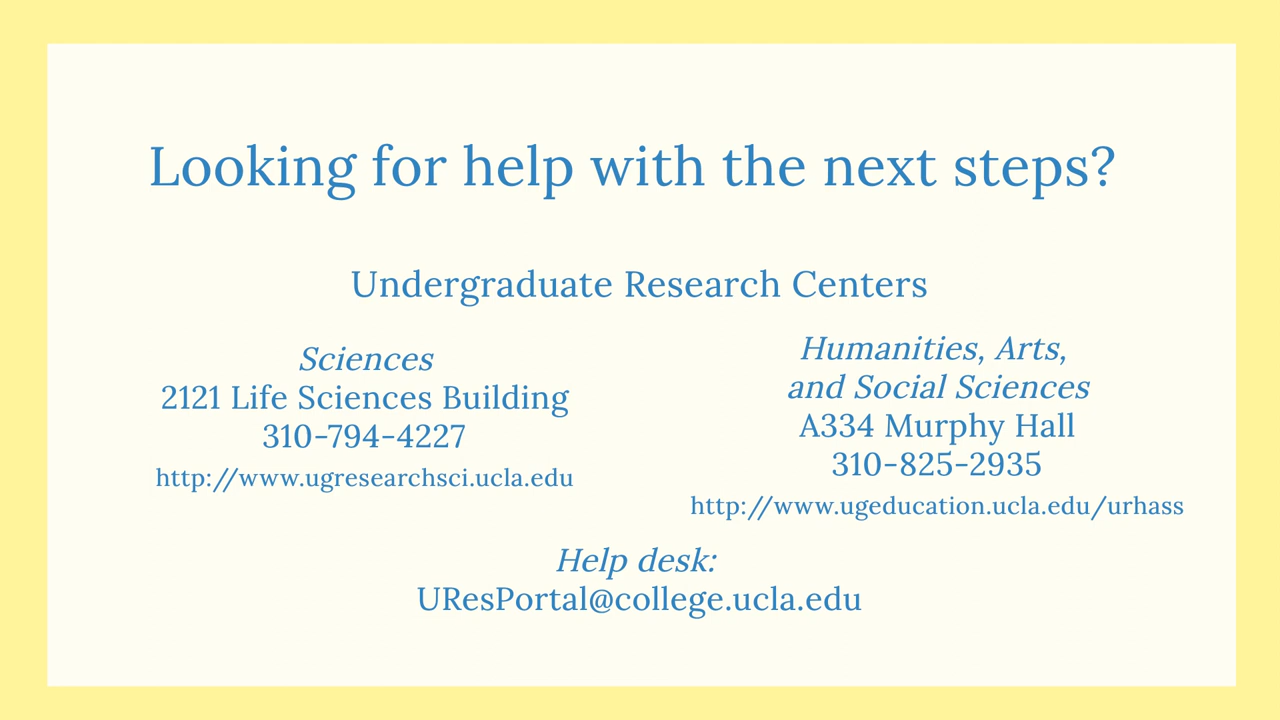 Looking for help with the next steps?
Undergraduate Research Centers
Sciences
2121 Life Sciences Building
310-794-4227
http://www.ugresearchsci.ucla.edu
Humanities, Arts,
and Social Sciences
A334 Murphy Hall
310-825-2935
http://www.ugeducation.ucla.edu/urhass
Help desk:
UResPortal@college.ucla.edu